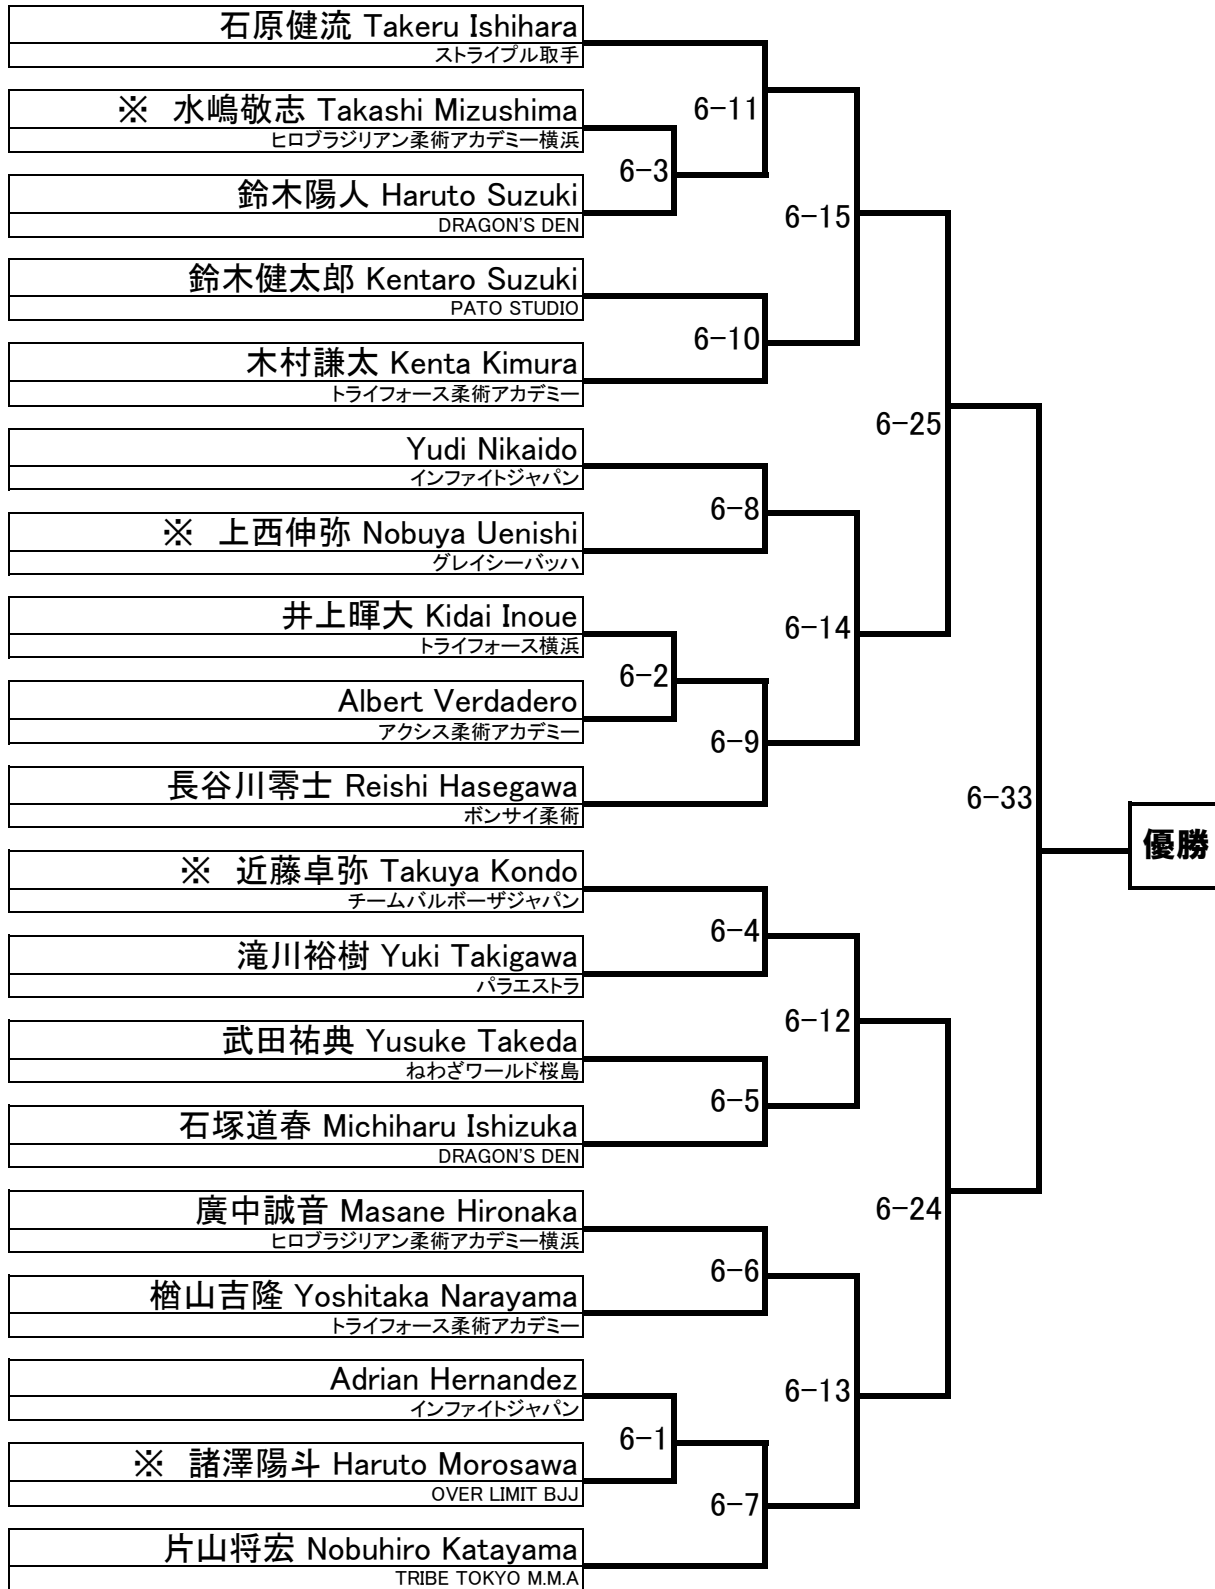 石原健流 Takeru Ishihara
ストライプル取手
※ 水嶋敬志 Takashi Mizushima
ヒロブラジリアン柔術アカデミー横浜
鈴木陽人 Haruto Suzuki
DRAGON'S DEN
鈴木健太郎 Kentaro Suzuki
PATO STUDIO
木村謙太 Kenta Kimura
トライフォース柔術アカデミー
Yudi Nikaido
インファイトジャパン
※ 上西伸弥 Nobuya Uenishi
グレイシーバッハ
井上暉大 Kidai Inoue
トライフォース横浜
Albert Verdadero
アクシス柔術アカデミー
長谷川零士 Reishi Hasegawa
ボンサイ柔術
※ 近藤卓弥 Takuya Kondo
チームバルボーザジャパン
滝川裕樹 Yuki Takigawa
パラエストラ
武田祐典 Yusuke Takeda
ねわざワールド桜島
石塚道春 Michiharu Ishizuka
DRAGON'S DEN
廣中誠音 Masane Hironaka
ヒロブラジリアン柔術アカデミー横浜
楢山吉隆 Yoshitaka Narayama
トライフォース柔術アカデミー
Adrian Hernandez
インファイトジャパン
※ 諸澤陽斗 Haruto Morosawa
OVER LIMIT BJJ
片山将宏 Nobuhiro Katayama
TRIBE TOKYO M.M.A
6-3
6-2
6-1
6-11
6-10
6-8
6-9
6-4
6-5
6-6
6-7
6-15
6-14
6-12
6-13
6-25
6-24
6-33
優勝